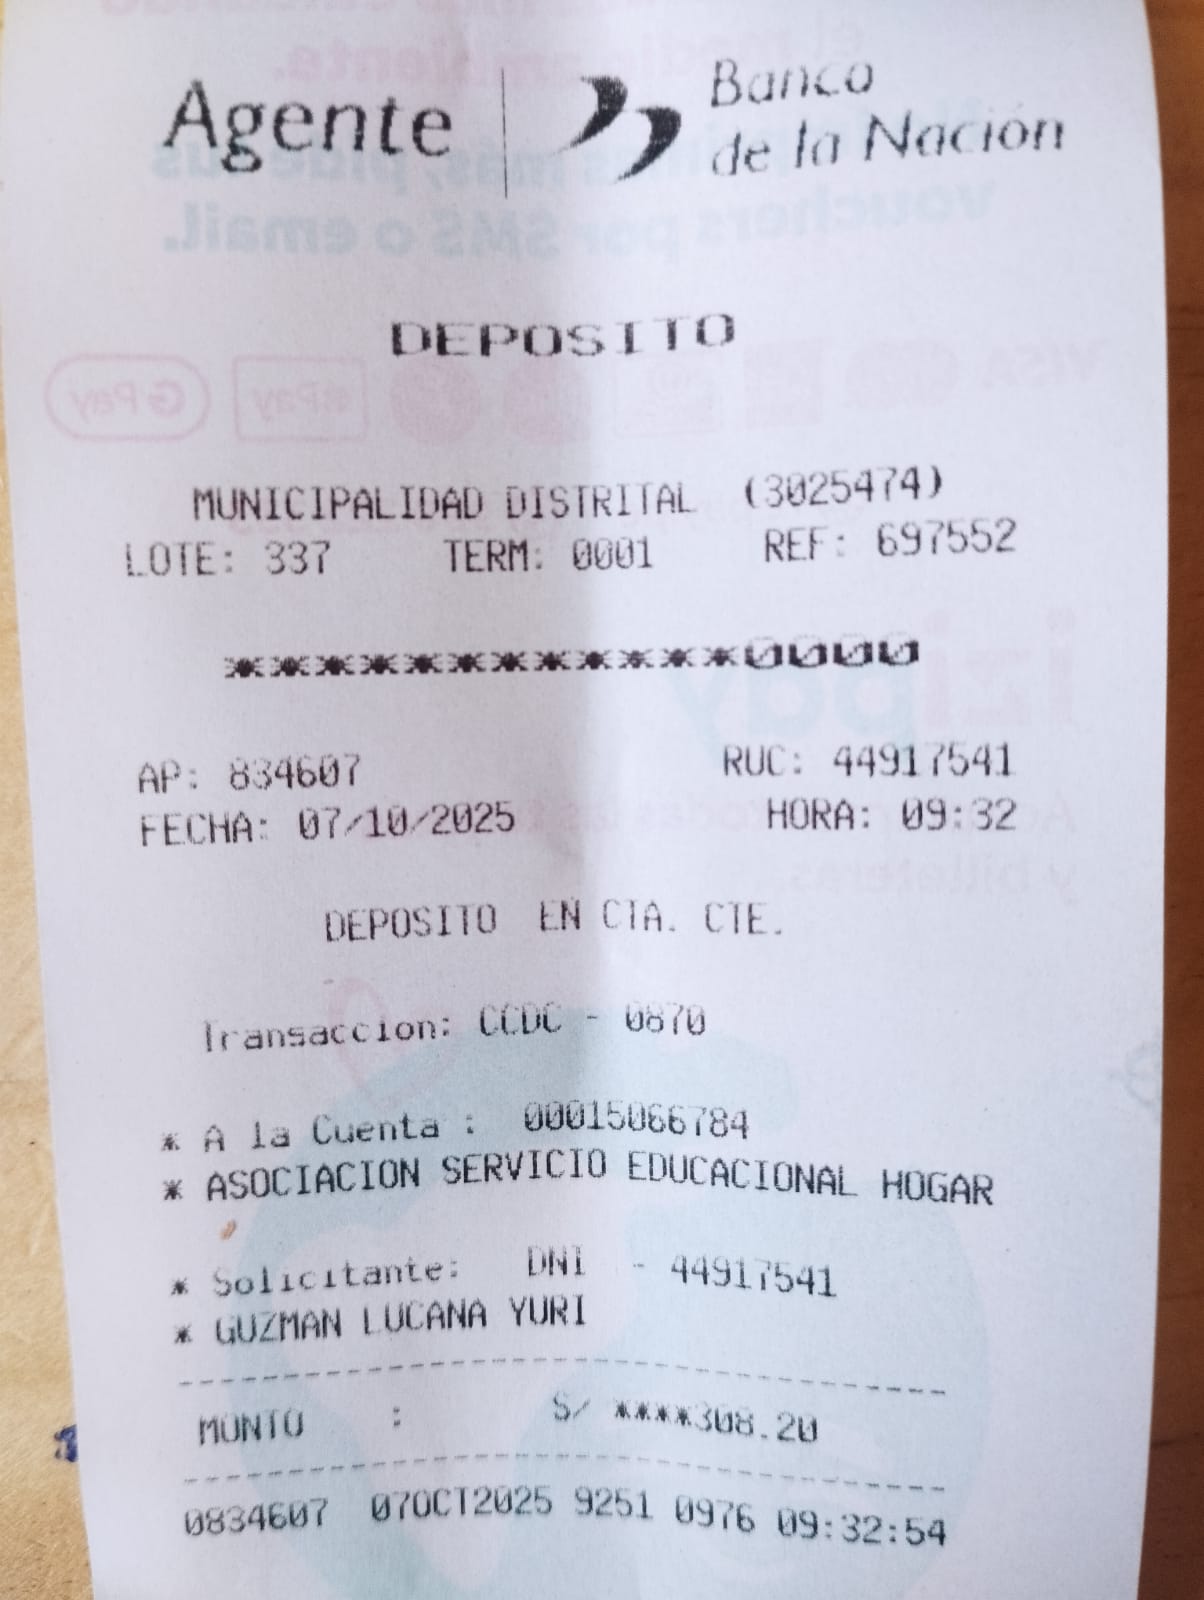 Agente
Banco
de la Nación
DEPOSITO
MUNICIPALIDAD DISTRITAL (3025474)
LOTE: 337 TERM: 0001 REF: 697552
************0000
AP: 834607 RUC: 44917541
FECHA: 07/10/2025 HORA: 09:32
DEPOSITO EN CTA. CTE.
Transaccion: CCDC - 0870
* A la Cuenta : 00015066784
* ASOCIACION SERVICIO EDUCACIONAL HOGAR
* Solicitante: DNI - 44917541
* GUZMAN LUCANA YURI
MONTO : S/ ****308.20
0834607 07OCT2025 9251 0976 09:32:54